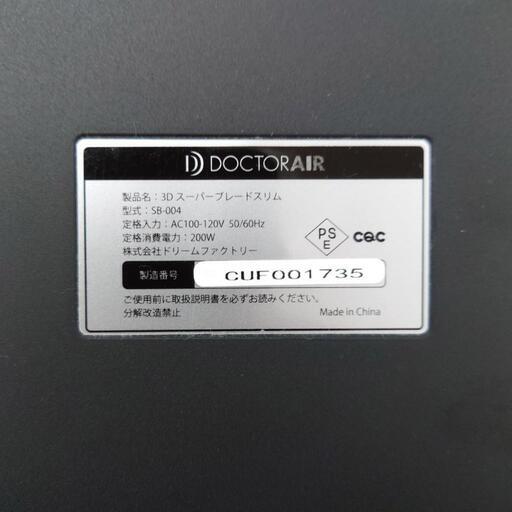 DOCTORAIR
製品名：3D スーパーブレードスリム
型式：SB-004
定格入力：AC100-120V 50/60Hz
定格消費電力：200W
株式会社ドリームファクトリー
PS
E
CQC
製造番号
CUF001735
ご使用前に取扱説明書を必ずお読みください。
分解改造禁止
Made in China